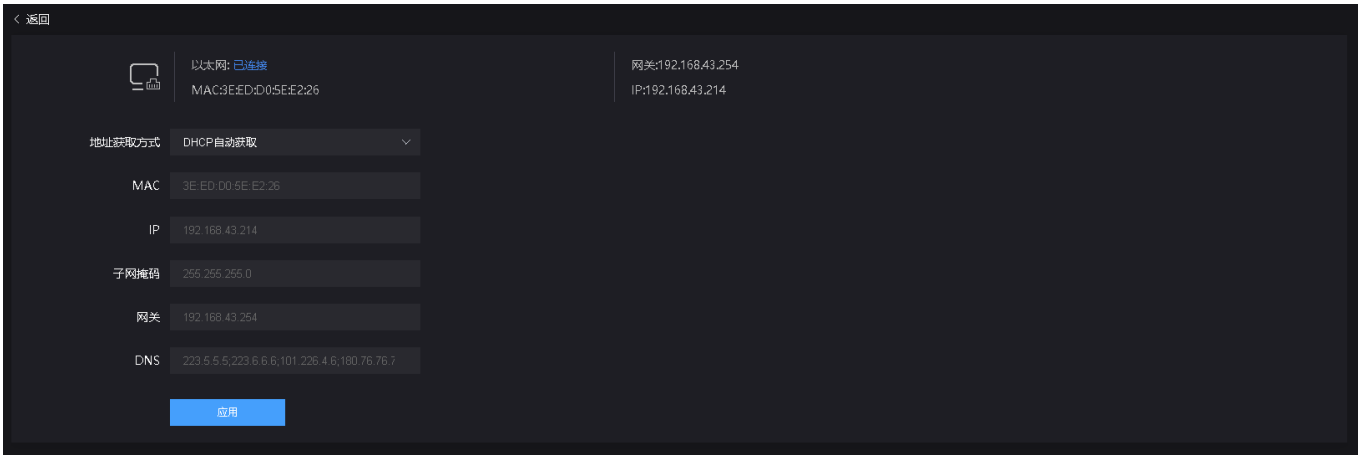 返回
以太网: 已连接
MAC:3E:ED:D0:5E:E2:26
网关:192.168.43.254
IP:192.168.43.214
地址获取方式 DHCP自动获取
MAC 3E:ED:D0:5E:E2:26
IP 192.168.43.214
子网掩码 255.255.255.0
网关 192.168.43.254
DNS 223.5.5.5;223.6.6.6;101.226.4.6;180.76.76.7
应用